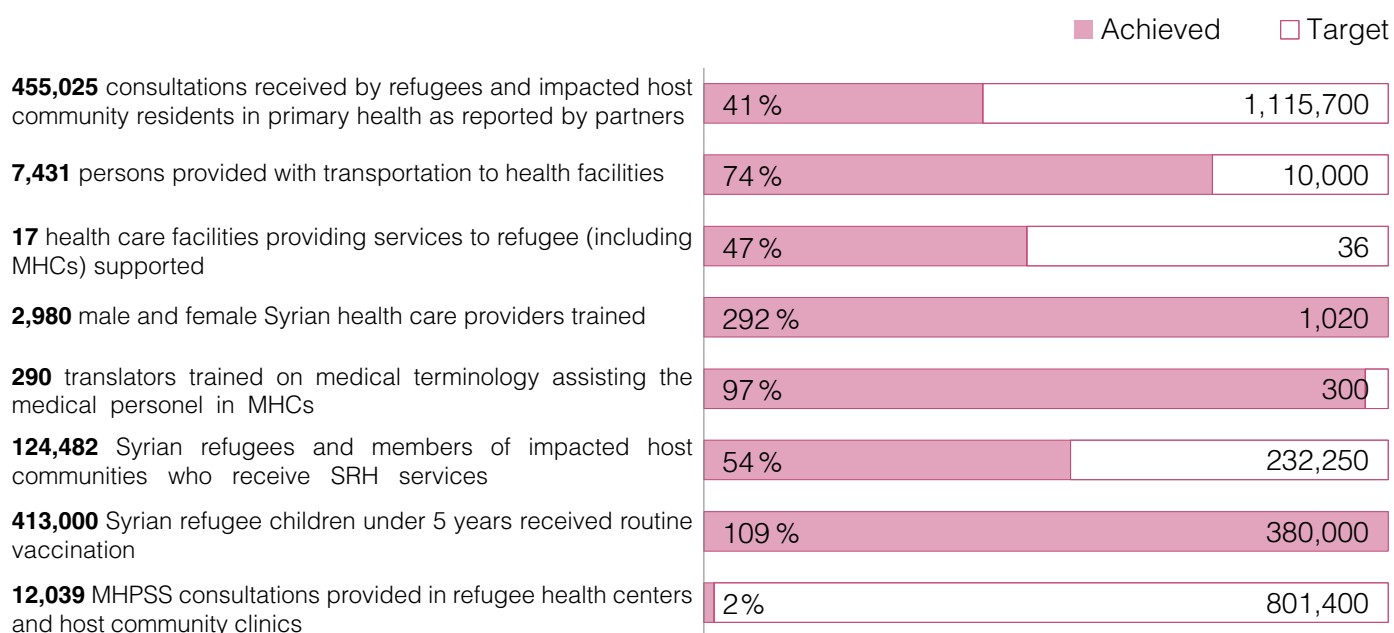 Achieved Target
455,025 consultations received by refugees and impacted host
community residents in primary health as reported by partners
41% 1,115,700
7,431 persons provided with transportation to health facilities
74% 10,000
17 health care facilities providing services to refugee (including
MHCs) supported
47% 36
2,980 male and female Syrian health care providers trained
292% 1,020
290 translators trained on medical terminology assisting the
medical personel in MHCs
97% 300
124,482 Syrian refugees and members of impacted host
communities who receive SRH services
54% 232,250
413,000 Syrian refugee children under 5 years received routine
vaccination
109% 380,000
12,039 MHPSS consultations provided in refugee health centers
and host community clinics
2% 801,400